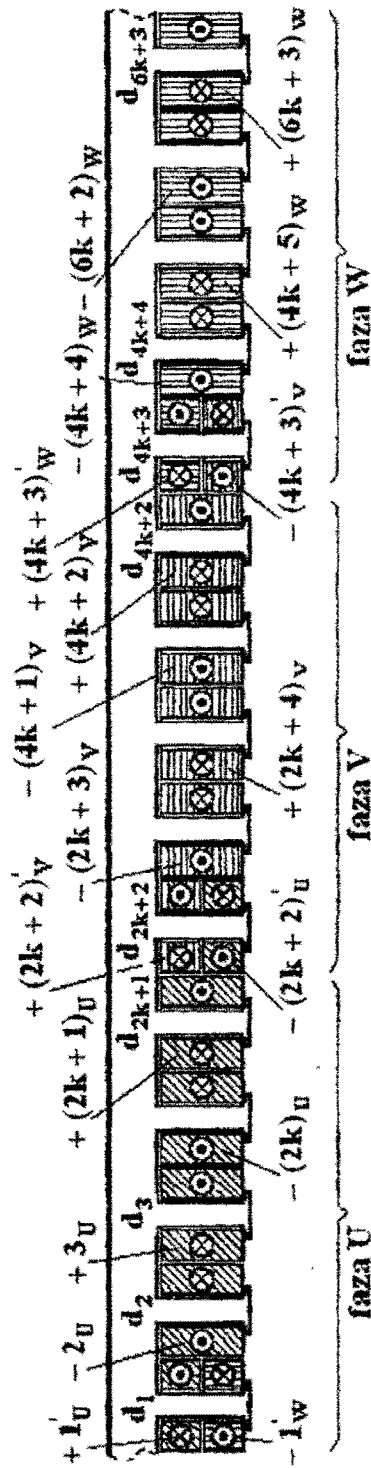 +1'U −2U +3U +(2k+1)U +(2k+2)'V −(2k+3)V −(4k+1)V +(4k+2)V +(4k+3)'W −(4k+4)W −(6k+2)W
d1 d2 d3 d2k+1 d2k+2 d4k+2 d4k+3 d4k+4 d6k+3
−1'W −(2k)U −(2k+2)'U +(2k+4)V −(4k+3)'V +(4k+5)W +(6k+3)W
faza U faza V faza W